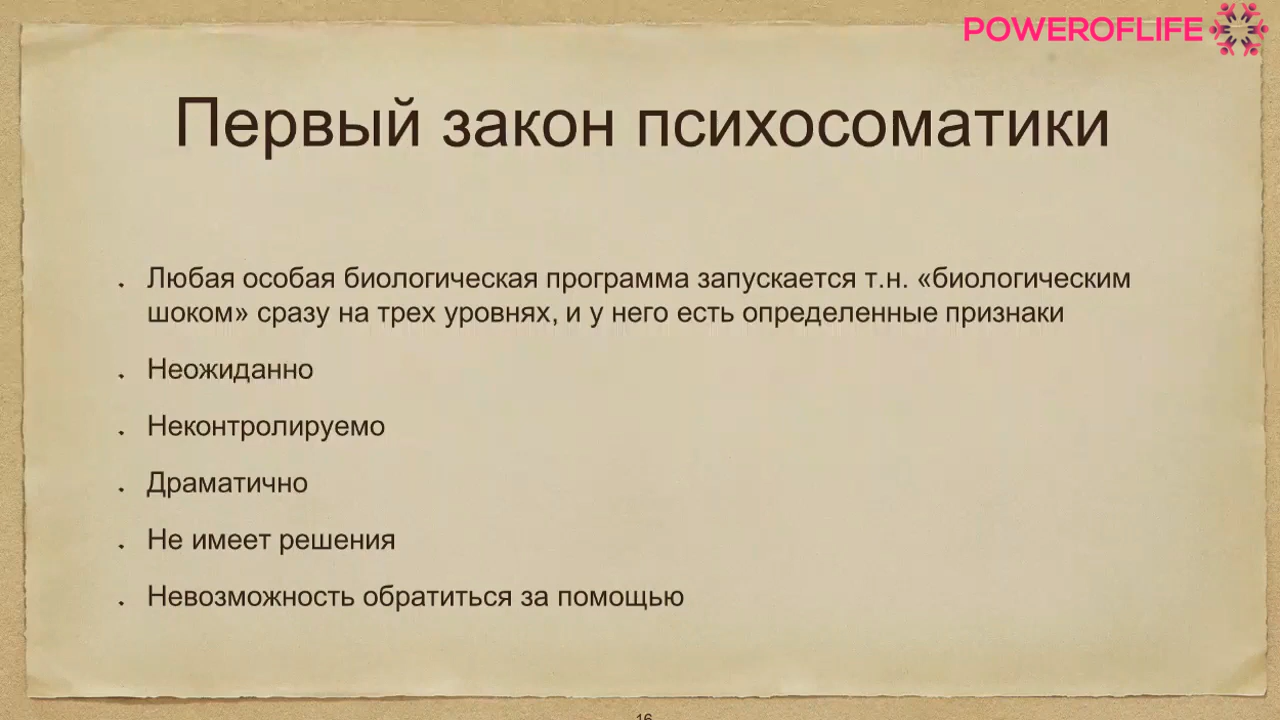 POWEROFLIFE
Первый закон психосоматики
Любая особая биологическая программа запускается т.н. «биологическим
шоком» сразу на трех уровнях, и у него есть определенные признаки
Неожиданно
Неконтролируемо
Драматично
Не имеет решения
Невозможность обратиться за помощью
16